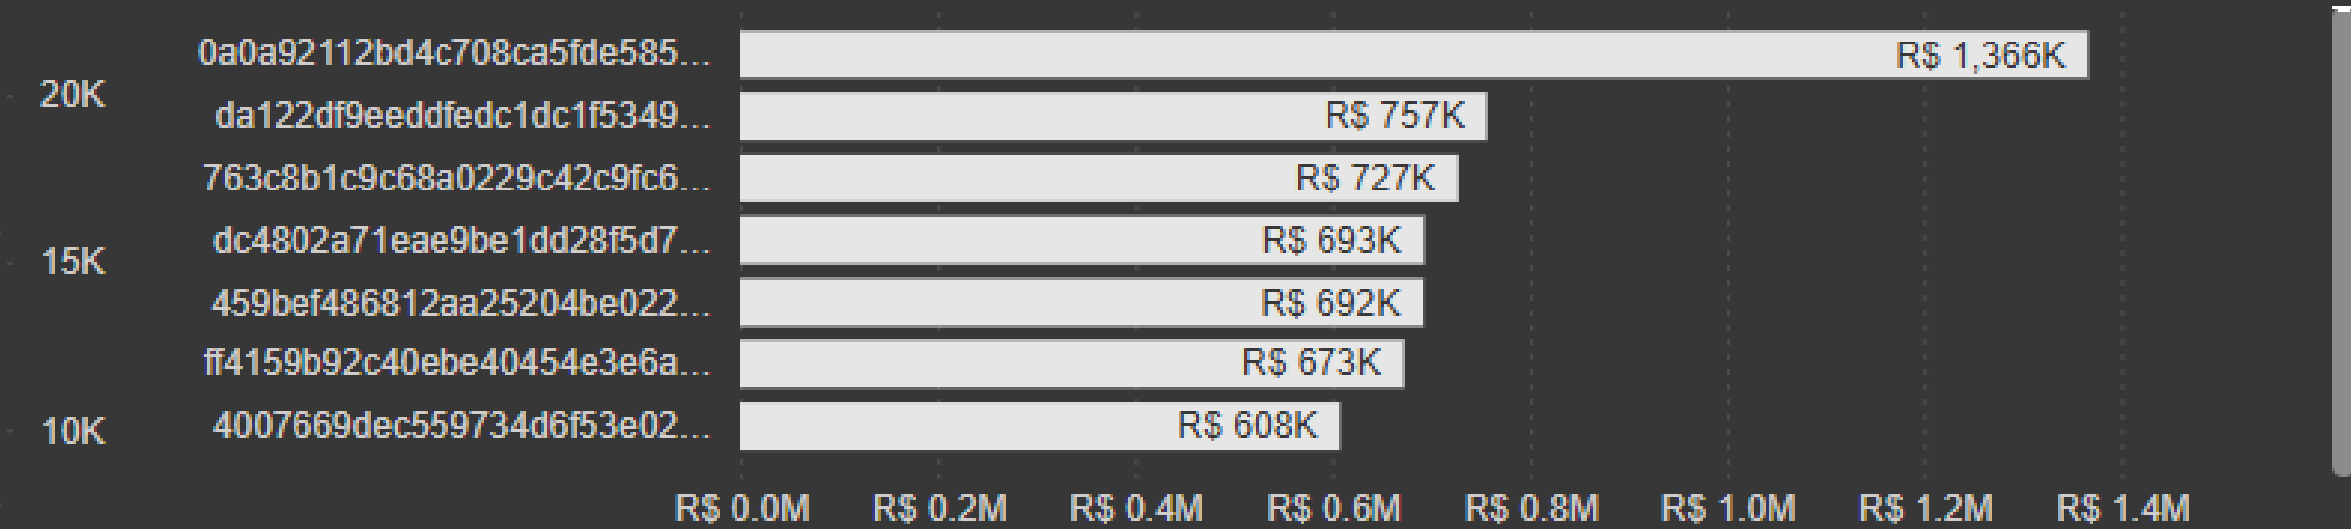 0a0a92112bd4c708ca5fde585... R$ 1,366K
20K
da122df9eeddfedc1dc1f5349... R$ 757K
763c8b1c9c68a0229c42c9fc6... R$ 727K
dc4802a71eae9be1dd28f5d7... R$ 693K
15K
459bef486812aa25204be022... R$ 692K
ff4159b92c40ebe40454e3e6a... R$ 673K
4007669dec559734d6f53e02... R$ 608K
10K
R$ 0.0M R$ 0.2M R$ 0.4M R$ 0.6M R$ 0.8M R$ 1.0M R$ 1.2M R$ 1.4M